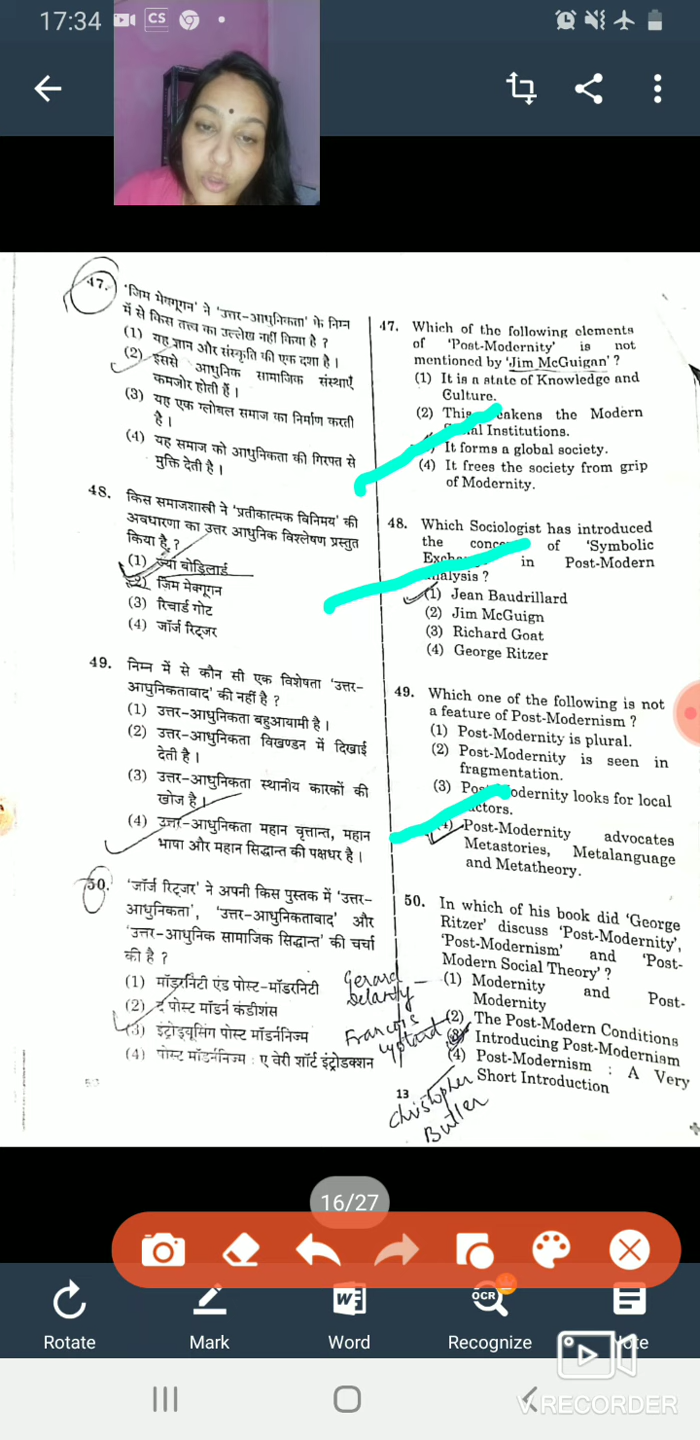 17:34
CS
47.
'जिम मेक्गूगन' ने 'उत्तर-आधुनिकता' के निम्न
में से किस तत्त्व का उल्लेख नहीं किया है ?
(1) यह ज्ञान और संस्कृति की एक दशा है ।
(2) इससे आधुनिक सामाजिक संस्थाएँ
कमजोर होती हैं ।
(3) यह एक ग्लोबल समाज का निर्माण करती
है ।
(4) यह समाज को आधुनिकता की गिरफ्त से
मुक्ति देती है ।
48. किस समाजशास्त्री ने 'प्रतीकात्मक विनिमय' की
अवधारणा का उत्तर आधुनिक विश्लेषण प्रस्तुत
किया है ?
(1) ज्याँ बोड्रिलार्ड
(2) जिम मेक्गूगन
(3) रिचार्ड गोट
(4) जॉर्ज रिट्ज़र
49. निम्न में से कौन सी एक विशेषता 'उत्तर-
आधुनिकतावाद' की नहीं है ?
(1) उत्तर-आधुनिकता बहुआयामी है ।
(2) उत्तर-आधुनिकता विखण्डन में दिखाई
देती है ।
(3) उत्तर-आधुनिकता स्थानीय कारकों की
खोज है ।
(4) उत्तर-आधुनिकता महान वृत्तान्त, महान
भाषा और महान सिद्धान्त की पक्षधर है ।
50. 'जॉर्ज रिट्ज़र' ने अपनी किस पुस्तक में 'उत्तर-
आधुनिकता', 'उत्तर-आधुनिकतावाद' और
'उत्तर-आधुनिक सामाजिक सिद्धान्त' की चर्चा
की है ?
(1) मॉडरनिटी एंड पोस्ट-मॉडरनिटी
(2) द पोस्ट मॉडर्न कंडीशंस
(3) इंट्रोड्यूसिंग पोस्ट मॉडर्ननिज्म
(4) पोस्ट मॉडर्ननिज्म : ए वेरी शॉर्ट इंट्रोडक्शन
47. Which of the following elements
of 'Post-Modernity' is not
mentioned by 'Jim McGuigan' ?
(1) It is a state of Knowledge and
Culture.
(2) This weakens the Modern
Social Institutions.
It forms a global society.
(4) It frees the society from grip
of Modernity.
48. Which Sociologist has introduced
the concept of 'Symbolic
Exchange in Post-Modern
analysis ?
(1) Jean Baudrillard
(2) Jim McGuign
(3) Richard Goat
(4) George Ritzer
49. Which one of the following is not
a feature of Post-Modernism ?
(1) Post-Modernity is plural.
(2) Post-Modernity is seen in
fragmentation.
(3) Post-Modernity looks for local
factors.
(4) Post-Modernity advocates
Metastories, Metalanguage
and Metatheory.
50. In which of his book did 'George
Ritzer' discuss 'Post-Modernity',
'Post-Modernism' and 'Post-
Modern Social Theory' ?
(1) Modernity and Post-
Modernity
(2) The Post-Modern Conditions
(3) Introducing Post-Modernism
(4) Post-Modernism : A Very
Short Introduction
Gerard
Delanty
Francois
Lyotard
Christopher
Butler
13
16/27
Rotate
Mark
Word
OCR
Recognize
Note
V RECORDER